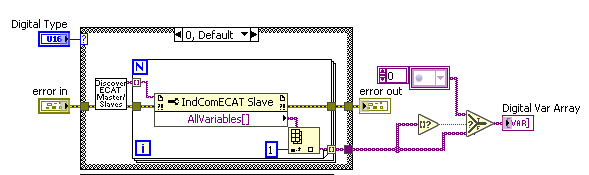 Digital Type
U16
?
0, Default
N
Discover
ECAT
Master/
Slaves
IndComECAT Slave
AllVariables[]
error in
error out
0
1
i
[]?
Digital Var Array
VAR]